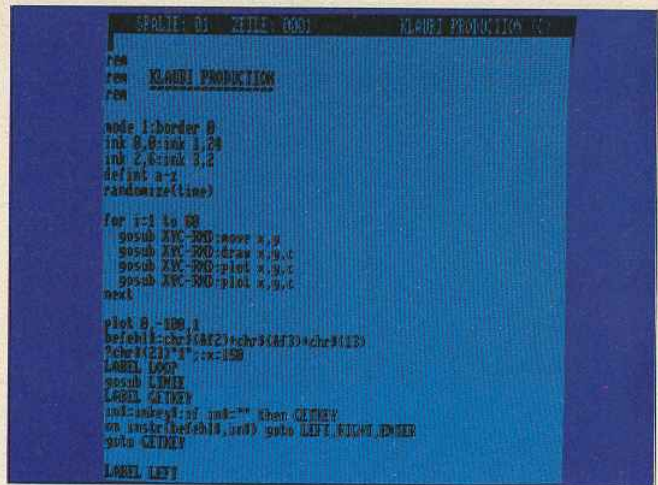 SPALTE: 01 ZEILE: 0001 KLAUBI PRODUCTION (C)
rem
rem KLAUBI PRODUCTION
rem
mode 1:border 0
ink 0,0:ink 1,24
ink 2,6:ink 3,2
defint a-z
randomize(time)
for i=1 to 60
gosub XYC-RND:move x,y
gosub XYC-RND:draw x,y,c
gosub XYC-RND:plot x,y,c
gosub XYC-RND:plot x,y,c
next
plot 0,-100,1
befehl$=chr$(&f2)+chr$(&f3)+chr$(13)
?chr$(23)"1";:x=150
LABEL LOOP
gosub LINIE
LABEL GETKEY
in$=inkey$:if in$="" then GETKEY
on instr(befehl$,in$) goto LEFT,RIGHT,ENTER
goto GETKEY
LABEL LEFT